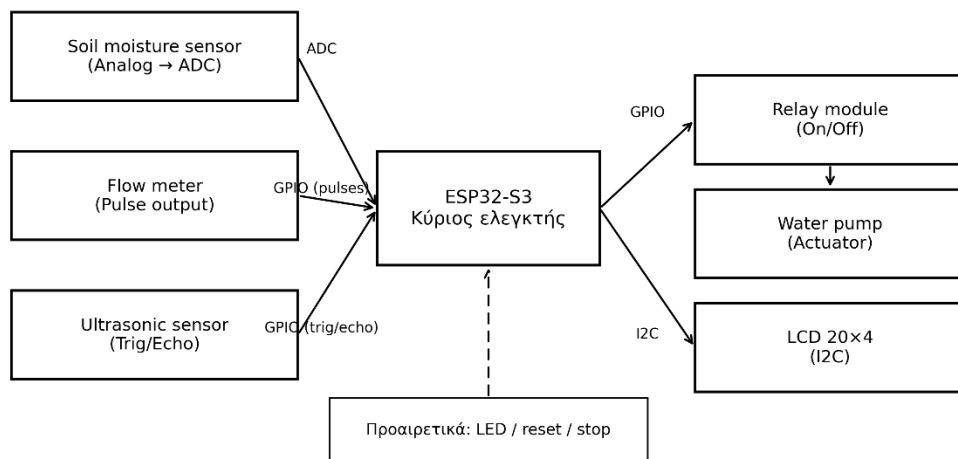 Soil moisture sensor
(Analog → ADC)
ADC
Flow meter
(Pulse output)
GPIO (pulses)
Ultrasonic sensor
(Trig/Echo)
GPIO (trig/echo)
ESP32-S3
Κύριος ελεγκτής
GPIO
Relay module
(On/Off)
Water pump
(Actuator)
I2C
LCD 20×4
(I2C)
Προαιρετικά: LED / reset / stop